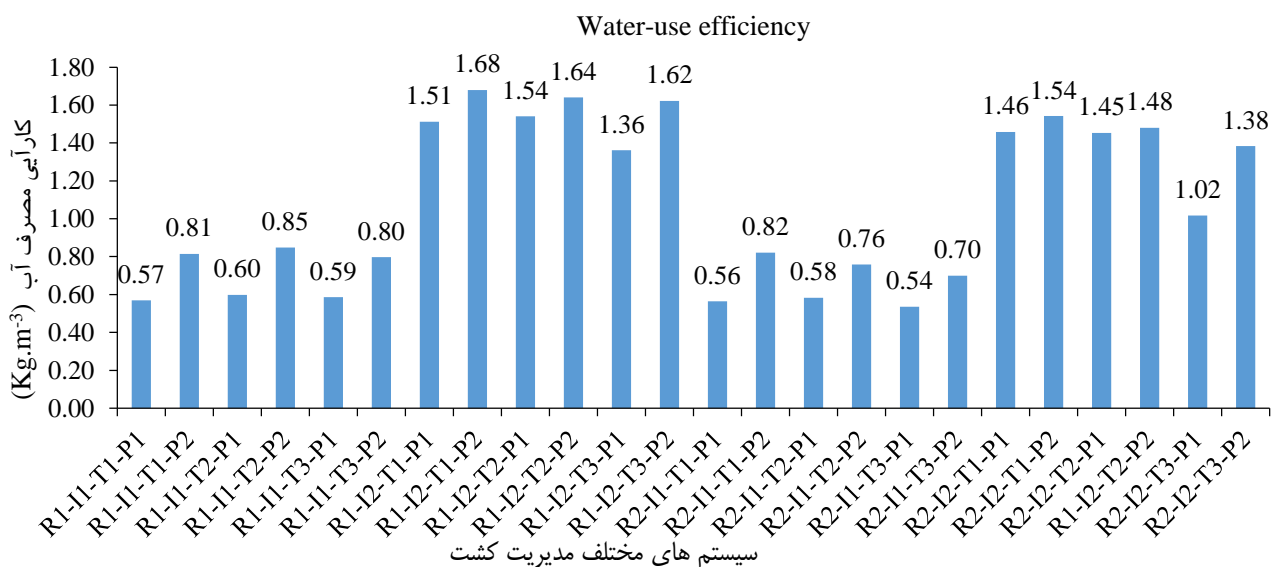 Water-use efficiency
کارآیی مصرف آب (Kg.m-3)
1.80
1.60
1.40
1.20
1.00
0.80
0.60
0.40
0.20
0.00
0.57
0.81
0.60
0.85
0.59
0.80
1.51
1.68
1.54
1.64
1.36
1.62
0.56
0.82
0.58
0.76
0.54
0.70
1.46
1.54
1.45
1.48
1.02
1.38
R1-I1-T1-P1
R1-I1-T1-P2
R1-I1-T2-P1
R1-I1-T2-P2
R1-I1-T3-P1
R1-I1-T3-P2
R1-I2-T1-P1
R1-I2-T1-P2
R1-I2-T2-P1
R1-I2-T2-P2
R1-I2-T3-P1
R1-I2-T3-P2
R2-I1-T1-P1
R2-I1-T1-P2
R2-I1-T2-P1
R2-I1-T2-P2
R2-I1-T3-P1
R2-I1-T3-P2
R2-I2-T1-P1
R2-I2-T1-P2
R2-I2-T2-P1
R1-I2-T2-P2
R2-I2-T3-P1
R2-I2-T3-P2
سیستم های مختلف مدیریت کشت